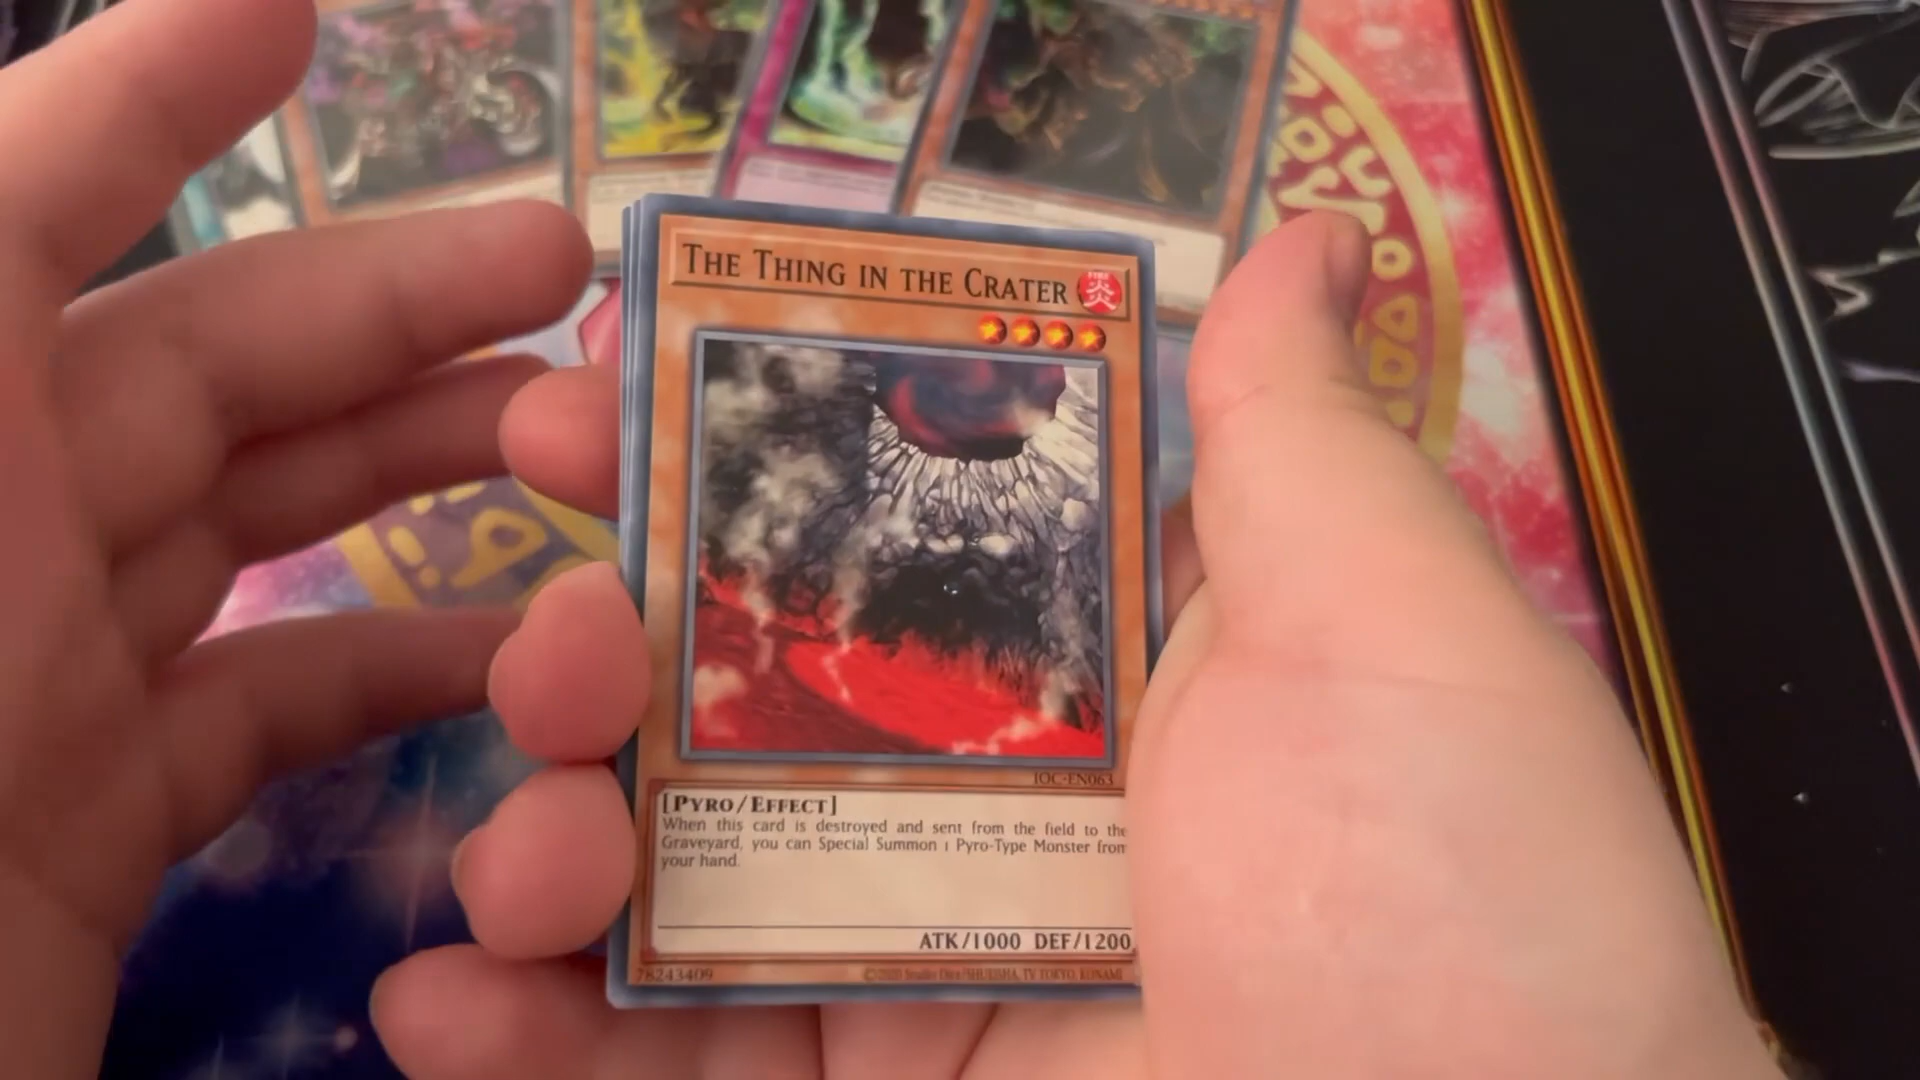 THE THING IN THE CRATER
FIRE
炎
IOC-EN063
[PYRO/EFFECT]
When this card is destroyed and sent from the field to the
Graveyard, you can Special Summon 1 Pyro-Type Monster from
your hand.
ATK/1000 DEF/1200
78243409
©2020 Studio Dice/SHUEISHA, TV TOKYO, KONAMI